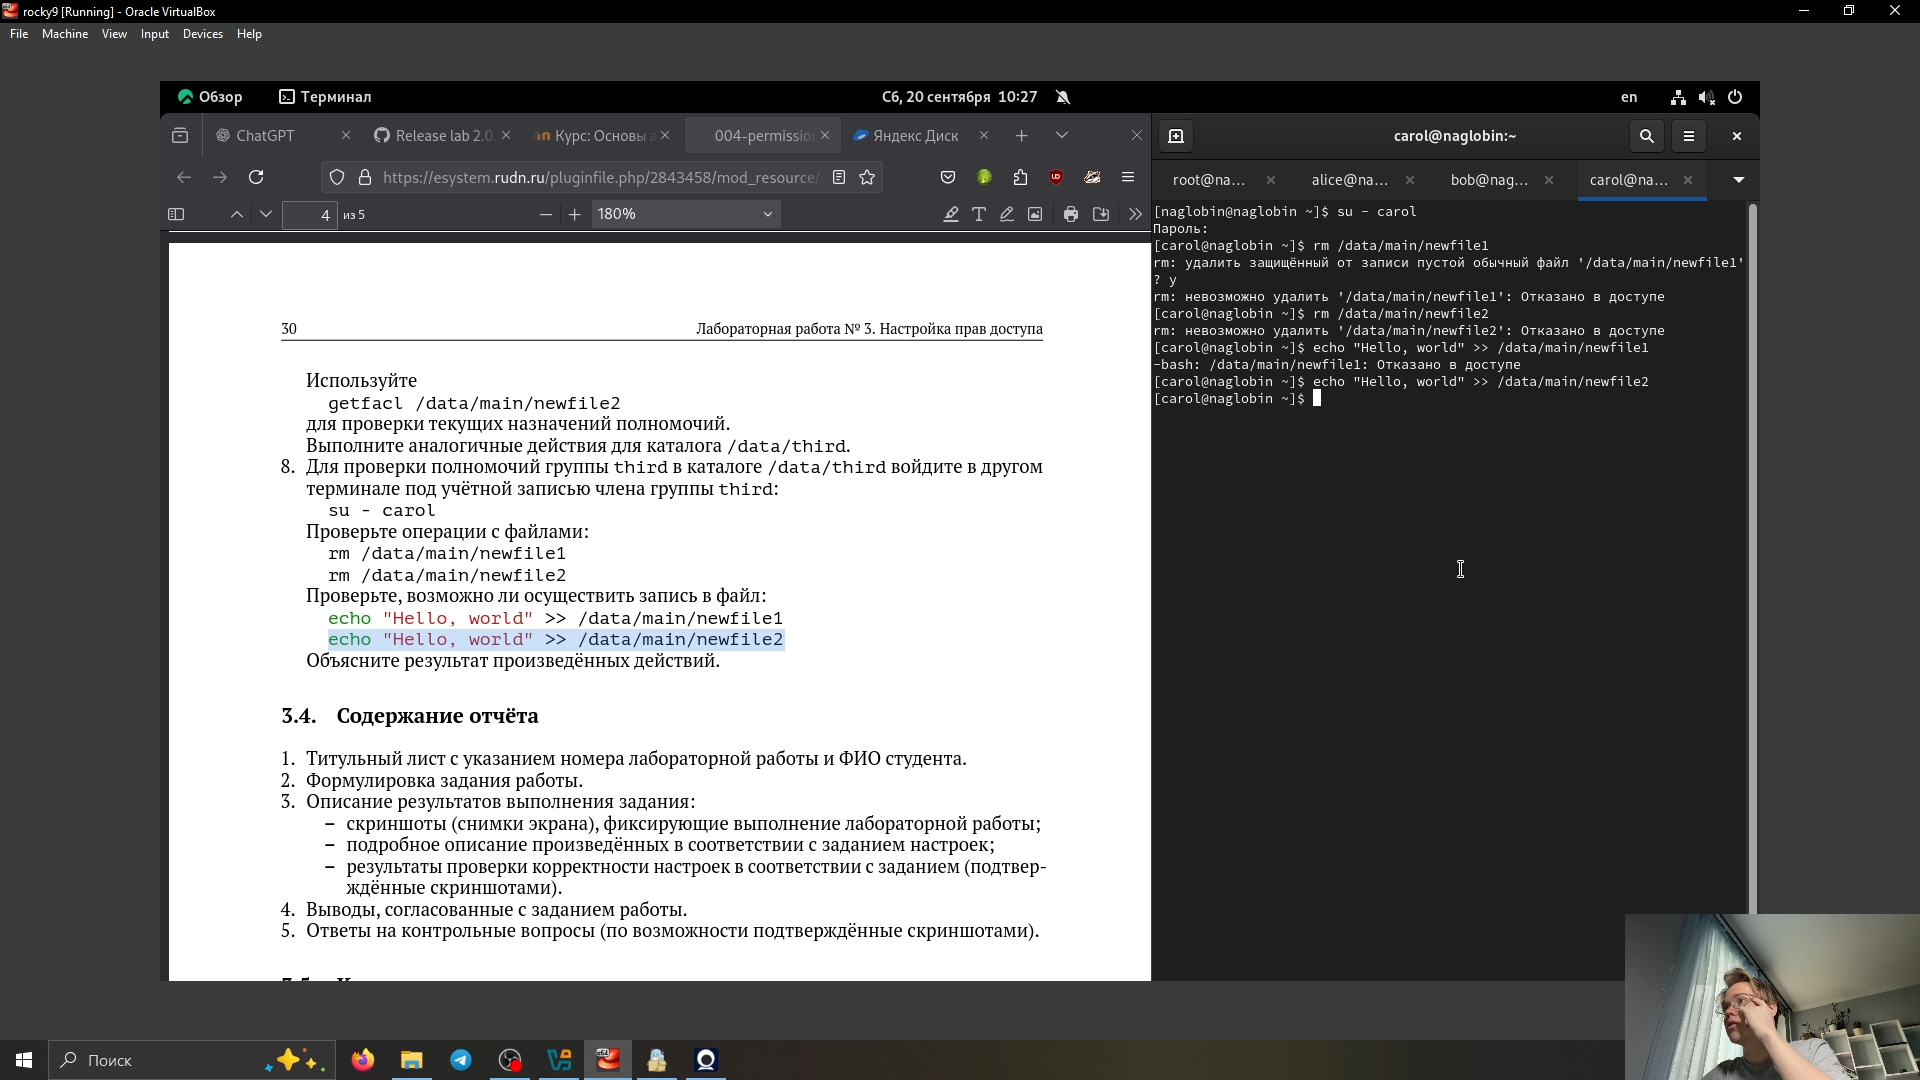 rocky9 [Running] - Oracle VirtualBox
File Machine View Input Devices Help
Обзор Терминал Сб, 20 сентября 10:27 en
ChatGPT Release lab 2.0. Курс: Основы а 004-permission Яндекс Диск
https://esystem.rudn.ru/pluginfile.php/2843458/mod_resource/
4 из 5 180%
30 Лабораторная работа № 3. Настройка прав доступа
Используйте
getfacl /data/main/newfile2
для проверки текущих назначений полномочий.
Выполните аналогичные действия для каталога /data/third.
8. Для проверки полномочий группы third в каталоге /data/third войдите в другом
терминале под учётной записью члена группы third:
su - carol
Проверьте операции с файлами:
rm /data/main/newfile1
rm /data/main/newfile2
Проверьте, возможно ли осуществить запись в файл:
echo "Hello, world" >> /data/main/newfile1
echo "Hello, world" >> /data/main/newfile2
Объясните результат произведённых действий.
3.4. Содержание отчёта
1. Титульный лист с указанием номера лабораторной работы и ФИО студента.
2. Формулировка задания работы.
3. Описание результатов выполнения задания:
– скриншоты (снимки экрана), фиксирующие выполнение лабораторной работы;
– подробное описание произведённых в соответствии с заданием настроек;
– результаты проверки корректности настроек в соответствии с заданием (подтвер-
ждённые скриншотами).
4. Выводы, согласованные с заданием работы.
5. Ответы на контрольные вопросы (по возможности подтверждённые скриншотами).
carol@naglobin:~
root@na... alice@na... bob@nag... carol@na...
[naglobin@naglobin ~]$ su - carol
Пароль:
[carol@naglobin ~]$ rm /data/main/newfile1
rm: удалить защищённый от записи пустой обычный файл '/data/main/newfile1'
? y
rm: невозможно удалить '/data/main/newfile1': Отказано в доступе
[carol@naglobin ~]$ rm /data/main/newfile2
rm: невозможно удалить '/data/main/newfile2': Отказано в доступе
[carol@naglobin ~]$ echo "Hello, world" >> /data/main/newfile1
-bash: /data/main/newfile1: Отказано в доступе
[carol@naglobin ~]$ echo "Hello, world" >> /data/main/newfile2
[carol@naglobin ~]$
Поиск